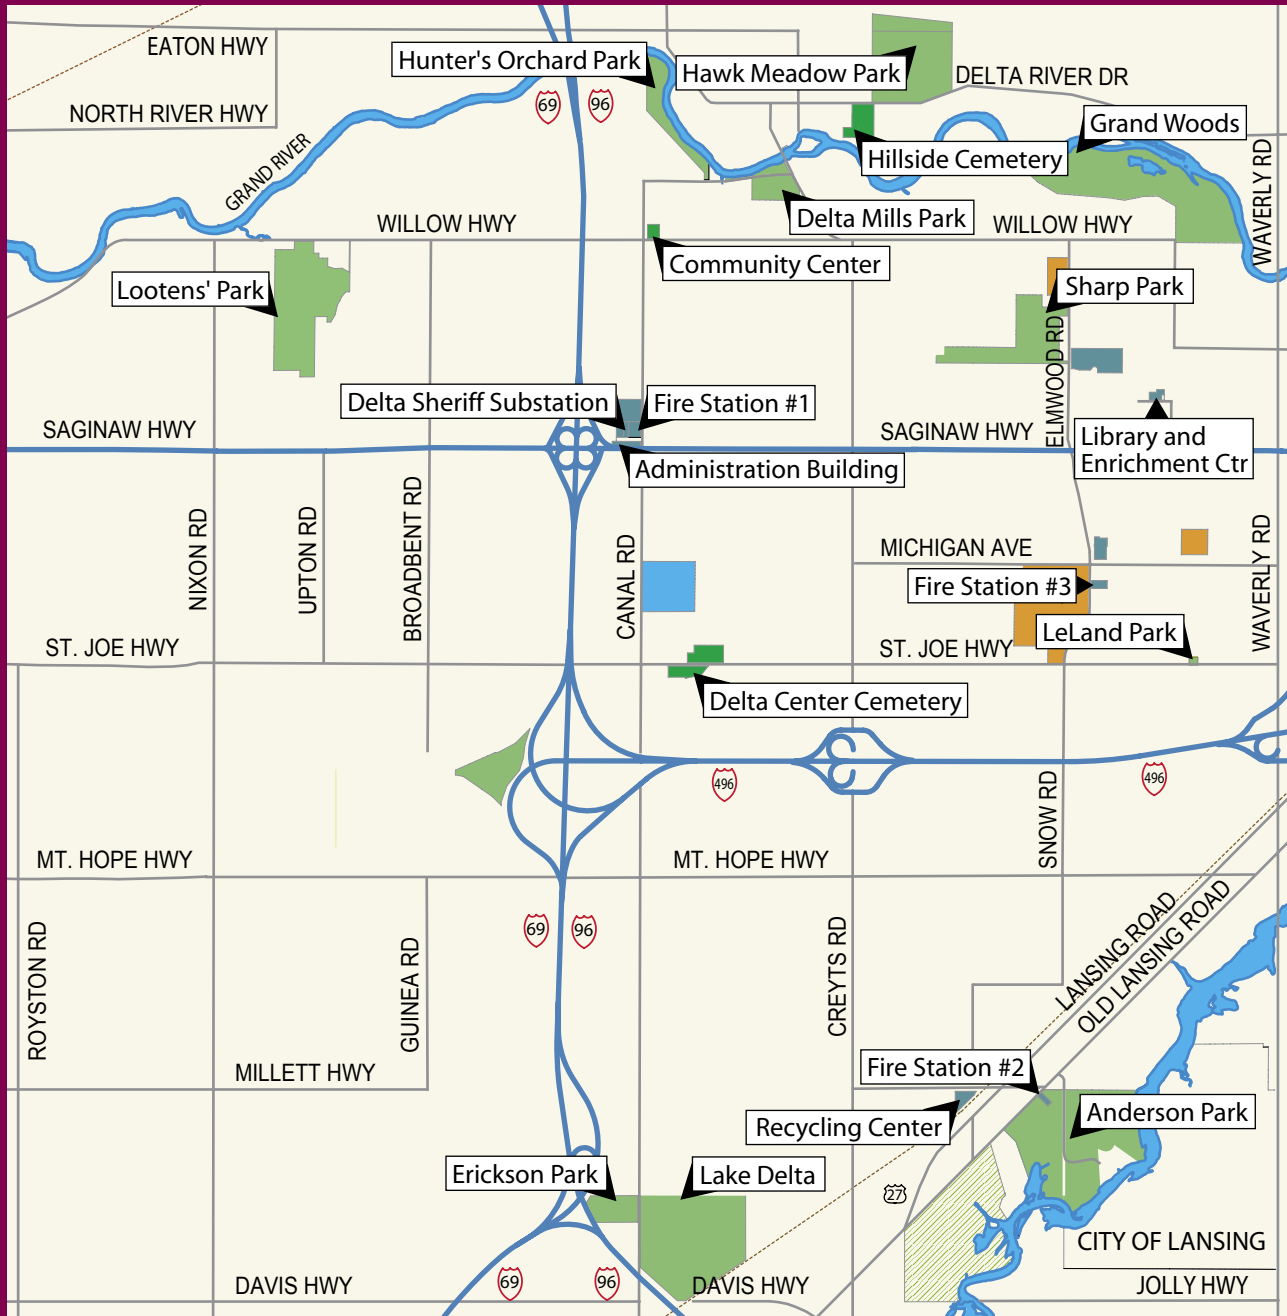 EATON HWY
Hunter's Orchard Park
Hawk Meadow Park
DELTA RIVER DR
NORTH RIVER HWY
69
96
Grand Woods
Hillside Cemetery
GRAND RIVER
WAVERLY RD
WILLOW HWY
Delta Mills Park
WILLOW HWY
Community Center
Lootens' Park
Sharp Park
ELMWOOD RD
Delta Sheriff Substation
Fire Station #1
SAGINAW HWY
SAGINAW HWY
Library and
Enrichment Ctr
Administration Building
NIXON RD
UPTON RD
BROADBENT RD
CANAL RD
MICHIGAN AVE
WAVERLY RD
Fire Station #3
LeLand Park
ST. JOE HWY
ST. JOE HWY
Delta Center Cemetery
496
496
SNOW RD
MT. HOPE HWY
MT. HOPE HWY
LANSING ROAD
OLD LANSING ROAD
69
96
ROYSTON RD
GUINEA RD
CREYTS RD
MILLETT HWY
Fire Station #2
Recycling Center
Anderson Park
Erickson Park
Lake Delta
27
CITY OF LANSING
DAVIS HWY
69
96
DAVIS HWY
JOLLY HWY